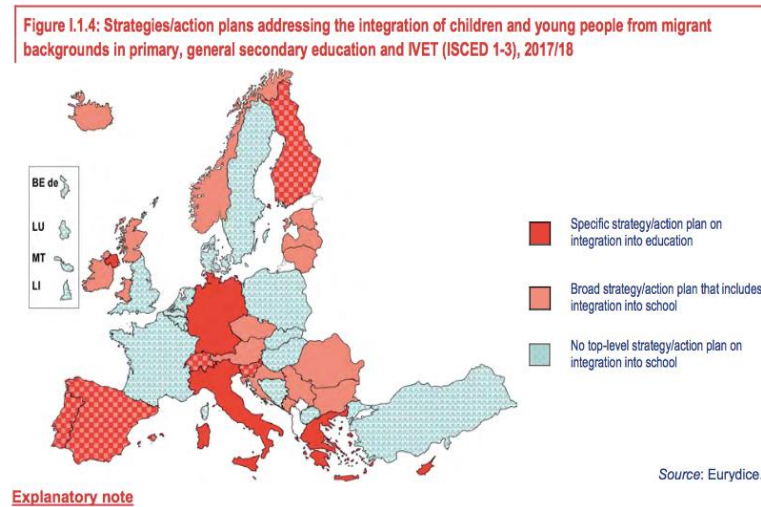 Figure I.1.4: Strategies/action plans addressing the integration of children and young people from migrant
backgrounds in primary, general secondary education and IVET (ISCED 1-3), 2017/18
BE de
LU
MT
LI
Specific strategy/action plan on
integration into education
Broad strategy/action plan that includes
integration into school
No top-level strategy/action plan on
integration into school
Source: Eurydice.
Explanatory note